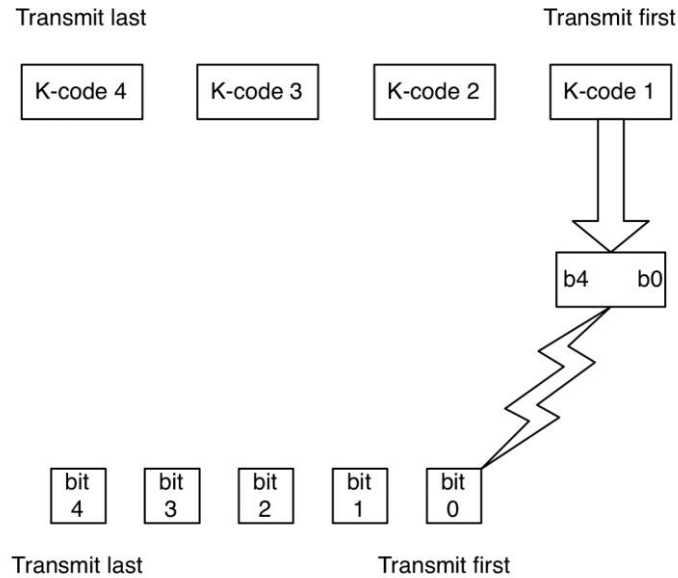 Transmit last Transmit first
K-code 4 K-code 3 K-code 2 K-code 1
b4 b0
bit bit bit bit bit
4 3 2 1 0
Transmit last Transmit first